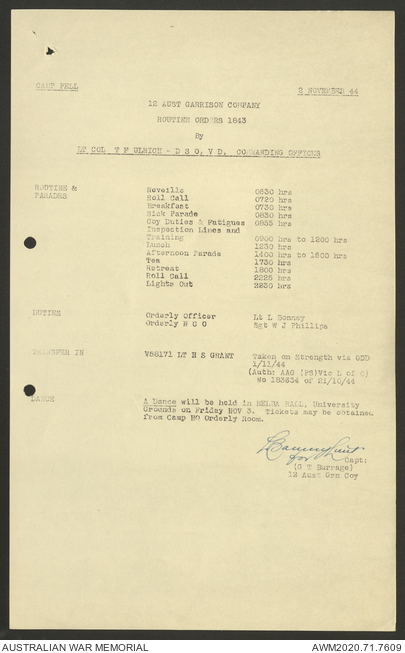 CAMP PELL 2 NOVEMBER 44
12 AUST GARRISON COMPANY
ROUTINE ORDERS 1843
By
LT COL T F ULRICH - D S O, V D, COMMANDING OFFICER
ROUTINE & PARADES
Reveille 0630 hrs
Roll Call 0720 hrs
Breakfast 0730 hrs
Sick Parade 0830 hrs
Coy Duties & Fatigues 0855 hrs
Inspection Lines and
Training 0900 hrs to 1200 hrs
Lunch 1230 hrs
Afternoon Parade 1400 hrs to 1600 hrs
Tea 1730 hrs
Retreat 1800 hrs
Roll Call 2225 hrs
Lights Out 2230 hrs
DUTIES Orderly Officer Lt L Bonney
Orderly N C O Sgt W J Phillips
TRANSFER IN V58171 LT H S GRANT Taken on Strength via GDD
1/11/44
(Auth: AAG (PS)Vic L of C)
No 183634 of 21/10/44
DANCE A Dance will be held in MELBA HALL, University
Grounds on Friday NOV 3. Tickets may be obtained
from Camp HQ Orderly Room.
for Capt:
(G T Burrage)
12 Aust Grn Coy
AUSTRALIAN WAR MEMORIAL AWM2020.71.7609